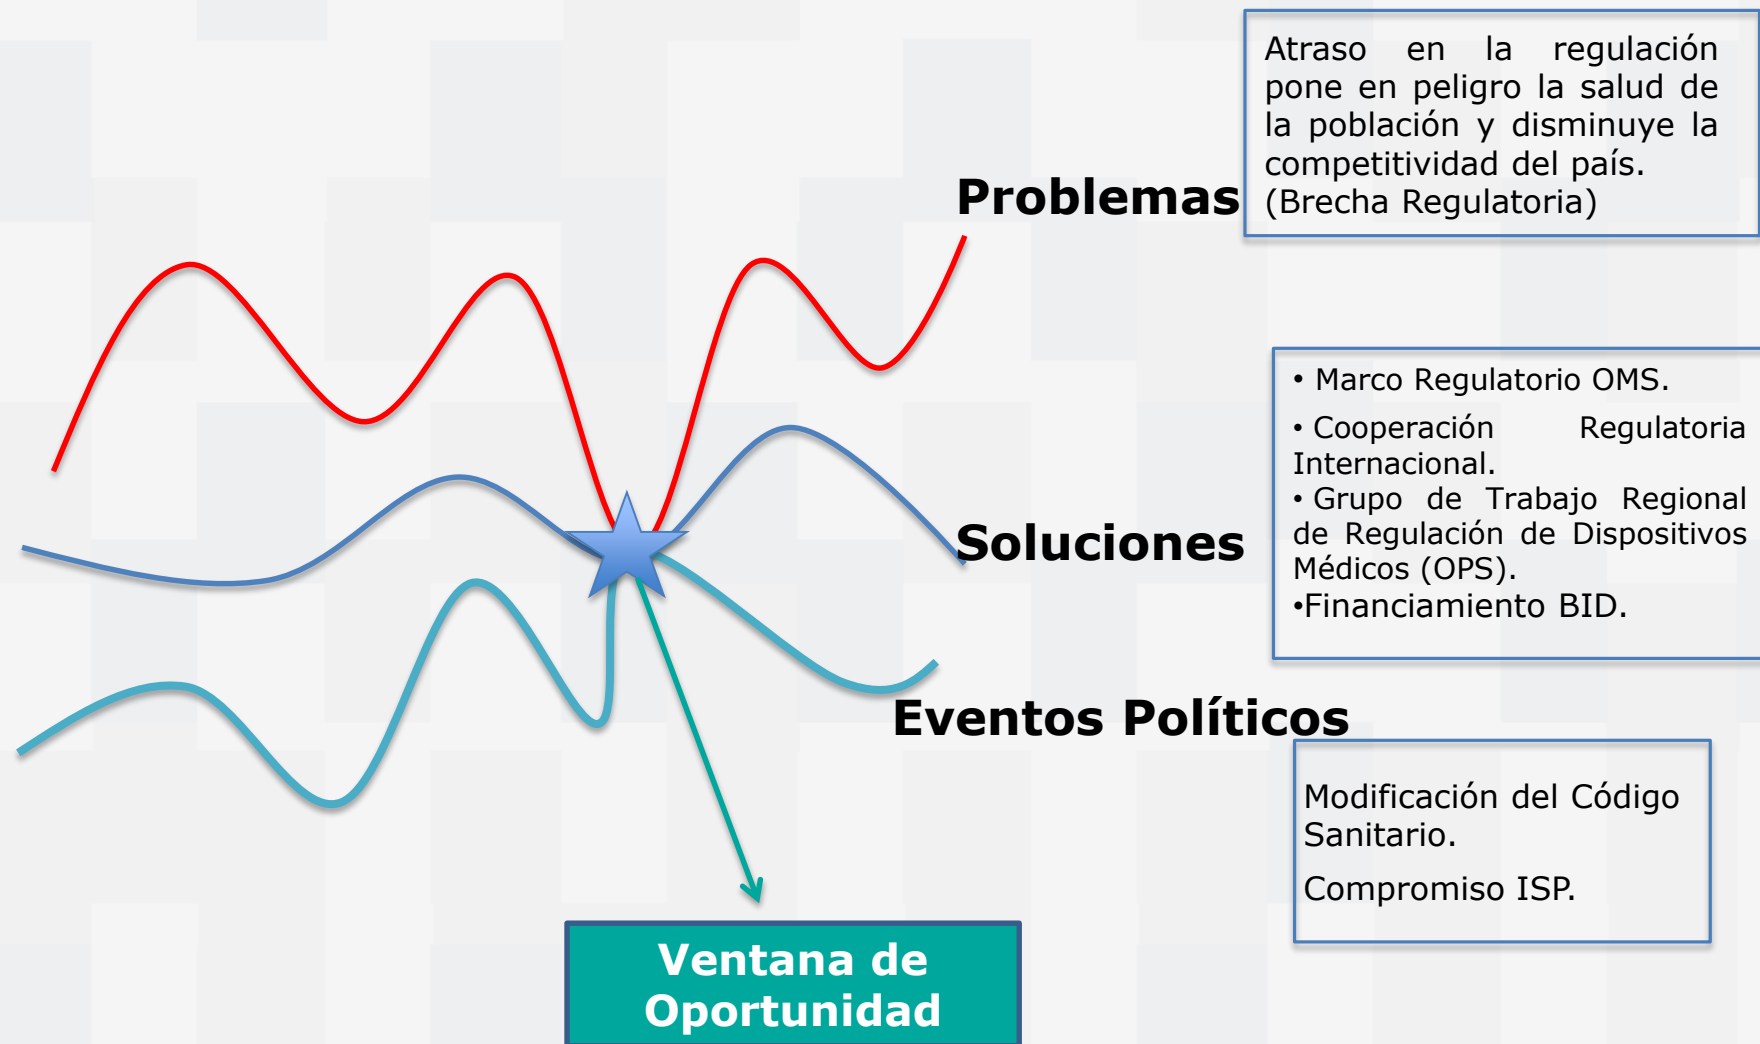 Atraso en la regulación
pone en peligro la salud de
la población y disminuye la
competitividad del país.
(Brecha Regulatoria)
Problemas
• Marco Regulatorio OMS.
• Cooperación Regulatoria
Internacional.
• Grupo de Trabajo Regional
de Regulación de Dispositivos
Médicos (OPS).
•Financiamiento BID.
Soluciones
Eventos Políticos
Modificación del Código
Sanitario.
Compromiso ISP.
Ventana de
Oportunidad